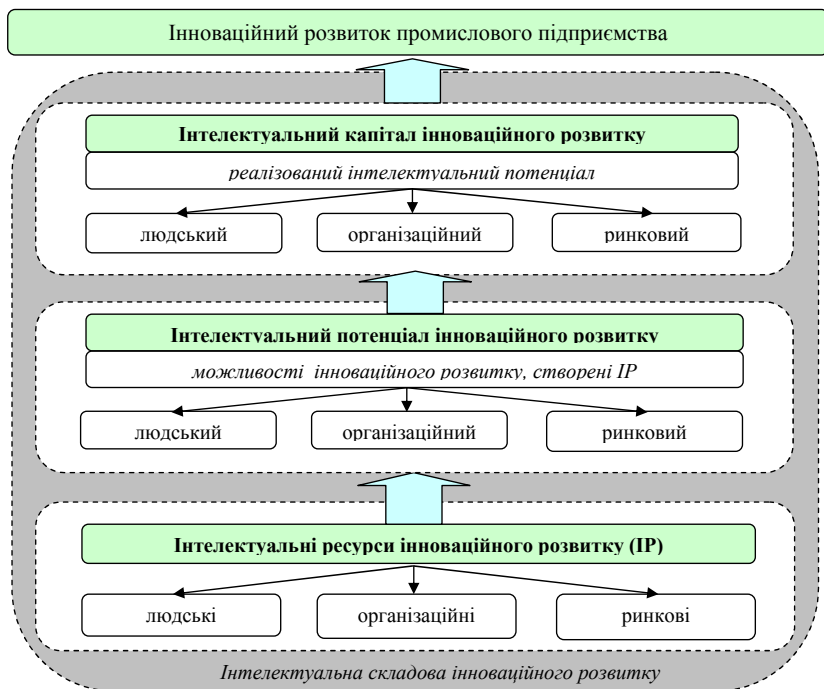 Інноваційний розвиток промислового підприємства
Інтелектуальний капітал інноваційного розвитку
реалізований інтелектуальний потенціал
людський
організаційний
ринковий
Інтелектуальний потенціал інноваційного розвитку
можливості інноваційного розвитку, створені ІР
людський
організаційний
ринковий
Інтелектуальні ресурси інноваційного розвитку (ІР)
людські
організаційні
ринкові
Інтелектуальна складова інноваційного розвитку